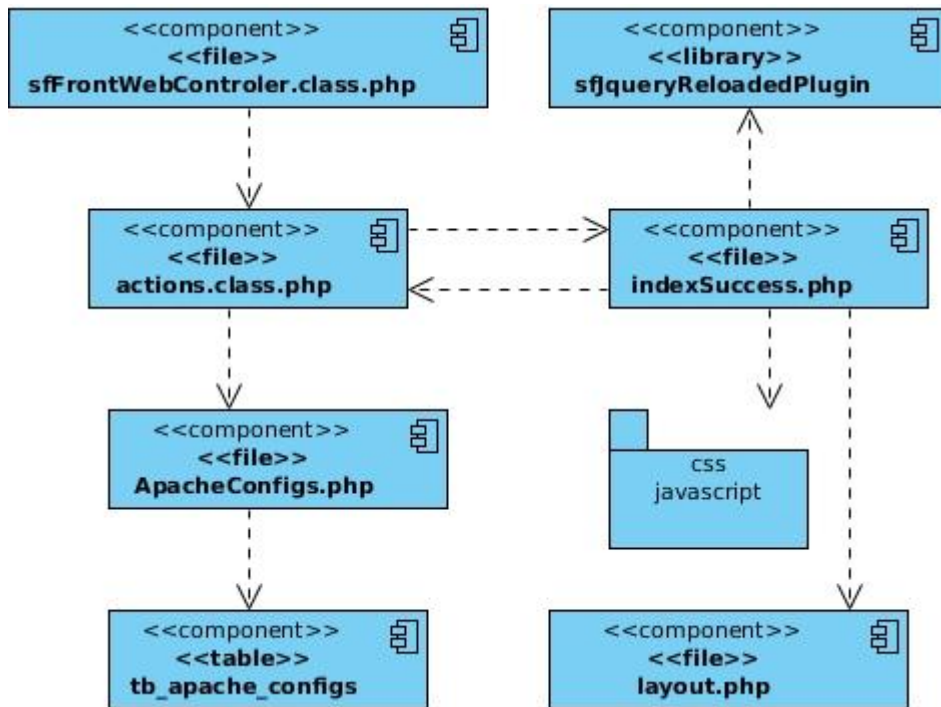 <<component>>
<<file>>
sfFrontWebControler.class.php
<<component>>
<<library>>
sfJqueryReloadedPlugin
<<component>>
<<file>>
actions.class.php
<<component>>
<<file>>
indexSuccess.php
<<component>>
<<file>>
ApacheConfigs.php
css
javascript
<<component>>
<<table>>
tb_apache_configs
<<component>>
<<file>>
layout.php